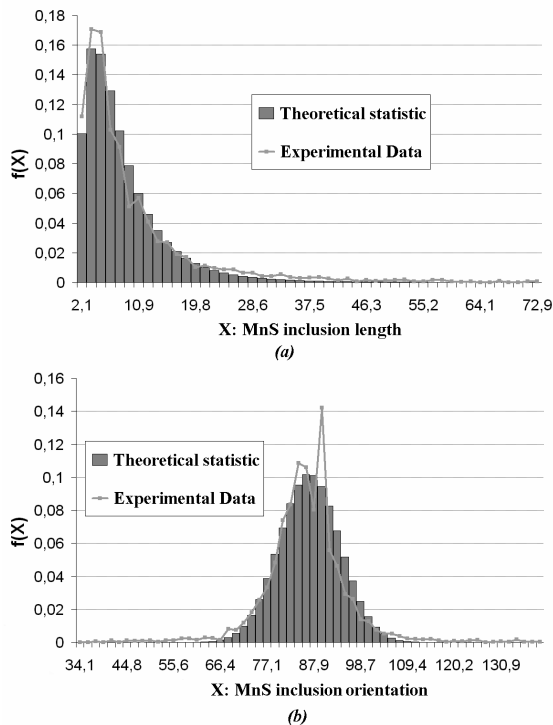 0,18
0,16
0,14
0,12
0,1
0,08
0,06
0,04
0,02
0
f(X)
Theoretical statistic
Experimental Data
2,1 10,9 19,8 28,6 37,5 46,3 55,2 64,1 72,9
X: MnS inclusion length
(a)
0,16
0,14
0,12
0,1
0,08
0,06
0,04
0,02
0
f(X)
Theoretical statistic
Experimental Data
34,1 44,8 55,6 66,4 77,1 87,9 98,7 109,4 120,2 130,9
X: MnS inclusion orientation
(b)